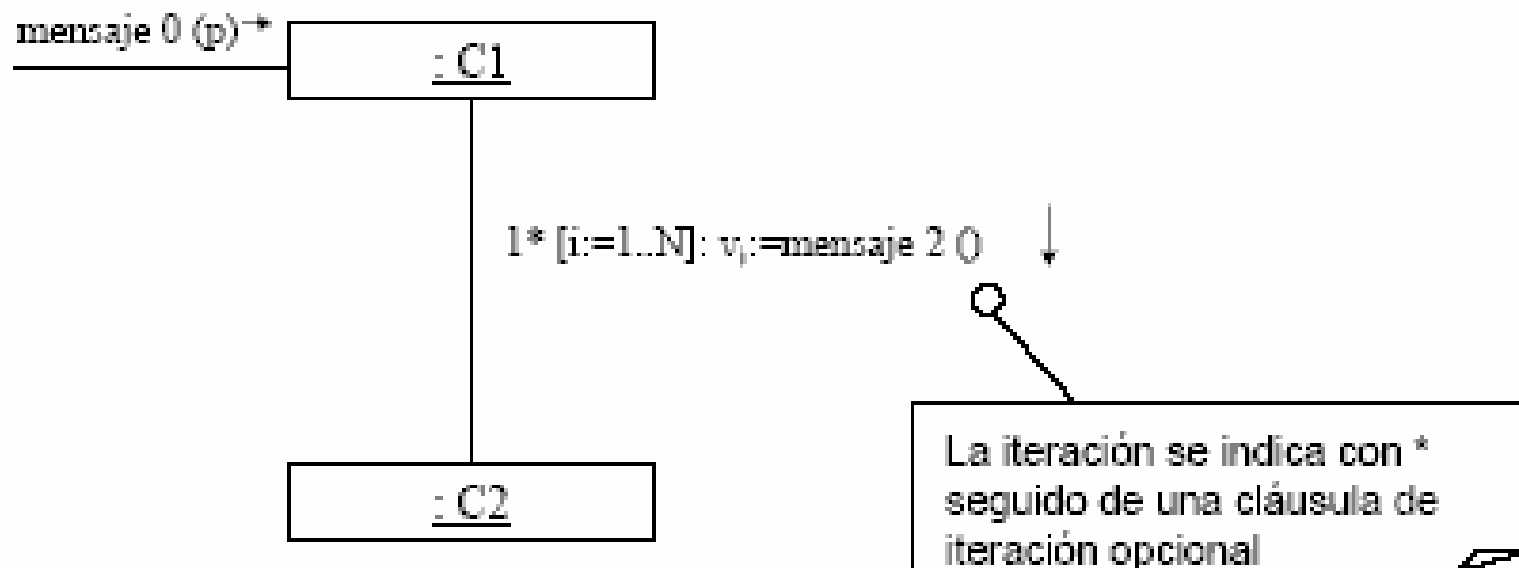 mensaje 0 (p)→
: C1
1* [i:=1..N]: vᵢ:=mensaje 2 ()
: C2
La iteración se indica con *
seguido de una cláusula de
iteración opcional